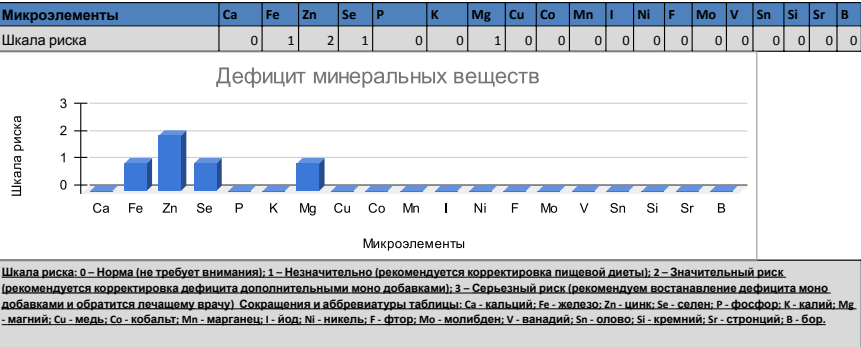 Микроэлементы Ca Fe Zn Se P K Mg Cu Co Mn I Ni F Mo V Sn Si Sr B
Шкала риска 0 1 2 1 0 0 1 0 0 0 0 0 0 0 0 0 0 0 0
Дефицит минеральных веществ
3
2
1
0
Шкала риска
Ca Fe Zn Se P K Mg Cu Co Mn I Ni F Mo V Sn Si Sr B
Микроэлементы
Шкала риска: 0 – Норма (не требует внимания); 1 – Незначительно (рекомендуется корректировка пищевой диеты); 2 – Значительный риск
(рекомендуется корректировка дефицита дополнительными моно добавками); 3 – Серьезный риск (рекомендуем востанавление дефицита моно
добавками и обратится лечащему врачу) Сокращения и аббревиатуры таблицы: Ca - кальций; Fe - железо; Zn - цинк; Se - селен; P - фосфор; K - калий; Mg
- магний; Cu - медь; Co - кобальт; Mn - марганец; I - йод; Ni - никель; F - фтор; Mo - молибден; V - ванадий; Sn - олово; Si - кремний; Sr - стронций; B - бор.